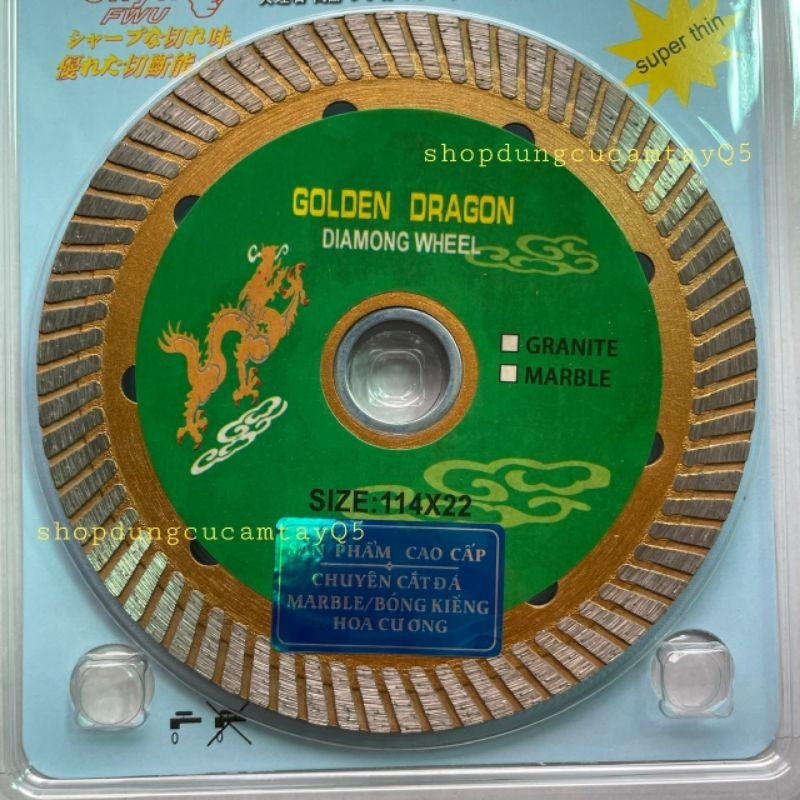 FWU
シャープな切れ味
優れた切断能
super thin
shopdungcucamtayQ5
GOLDEN DRAGON
DIAMONG WHEEL
GRANITE
MARBLE
SIZE:114X22
shopdungcucamtayQ5
SẢN PHẨM CAO CẤP
CHUYÊN CẮT ĐÁ
MARBLE/BÓNG KIẾNG
HOA CƯƠNG